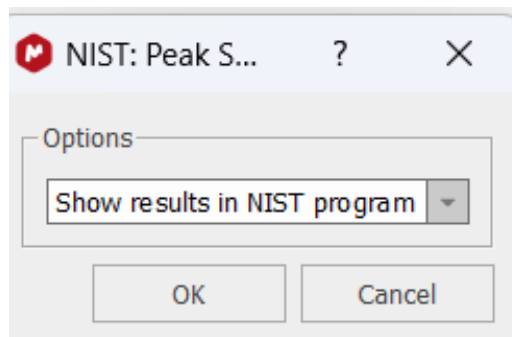 NIST: Peak S... ?
Options
Show results in NIST program
OK Cancel